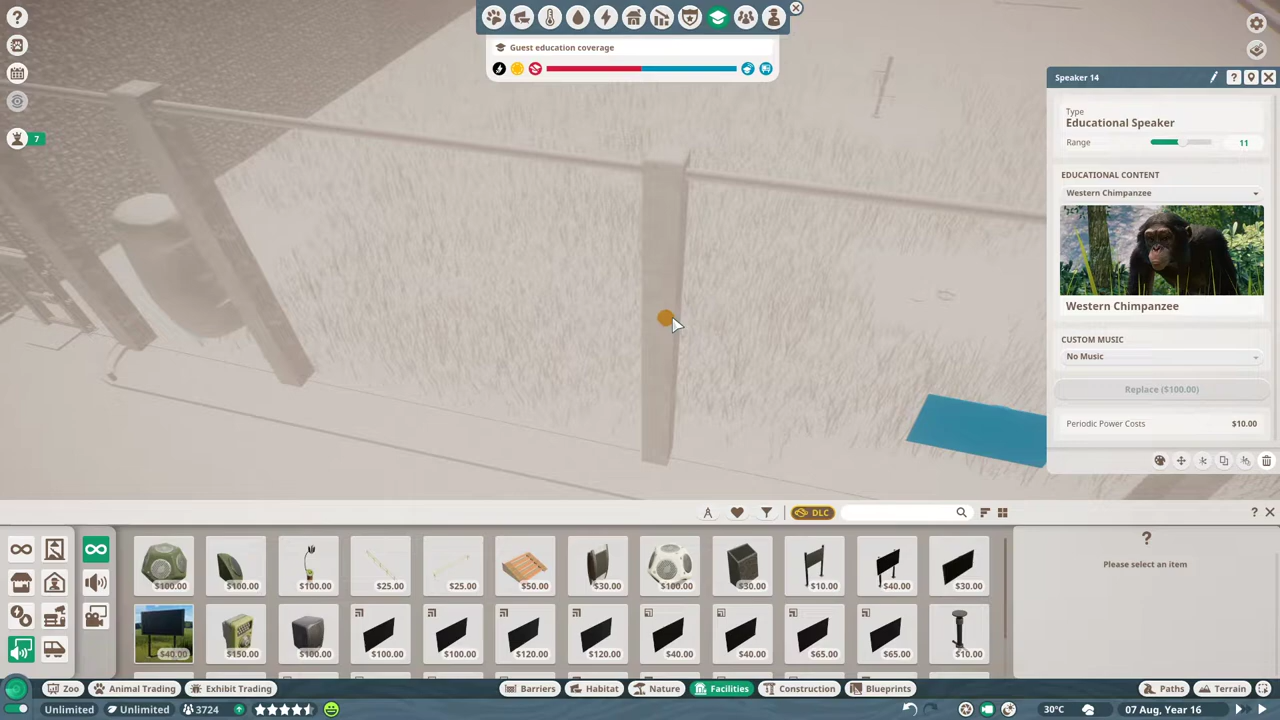 ?
Guest education coverage
7
Speaker 14
?
Type
Educational Speaker
Range
11
EDUCATIONAL CONTENT
Western Chimpanzee
Western Chimpanzee
CUSTOM MUSIC
No Music
Replace ($100.00)
Periodic Power Costs
$10.00
DLC
?
?
Please select an item
$100.00
$100.00
$100.00
$25.00
$25.00
$50.00
$30.00
$100.00
$30.00
$10.00
$40.00
$30.00
$40.00
$150.00
$100.00
$100.00
$100.00
$120.00
$120.00
$40.00
$40.00
$65.00
$65.00
$10.00
Zoo
Animal Trading
Exhibit Trading
Barriers
Habitat
Nature
Facilities
Construction
Blueprints
Paths
Terrain
Unlimited
Unlimited
3724
30°C
07 Aug, Year 16